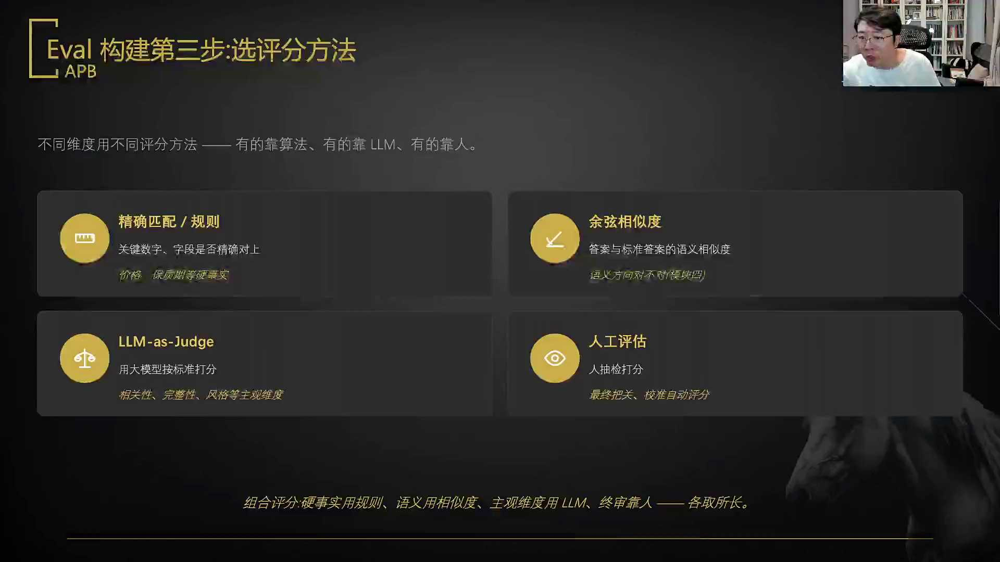 Eval 构建第三步:选评分方法
APB
不同维度用不同评分方法 —— 有的靠算法、有的靠 LLM、有的靠人。
精确匹配 / 规则
关键数字、字段是否精确对上
价格、保质期等硬事实
余弦相似度
答案与标准答案的语义相似度
语义方向对不对(模块四)
LLM-as-Judge
用大模型按标准打分
相关性、完整性、风格等主观维度
人工评估
人抽检打分
最终把关、校准自动评分
组合评分:硬事实用规则、语义用相似度、主观维度用 LLM、终审靠人 —— 各取所长。